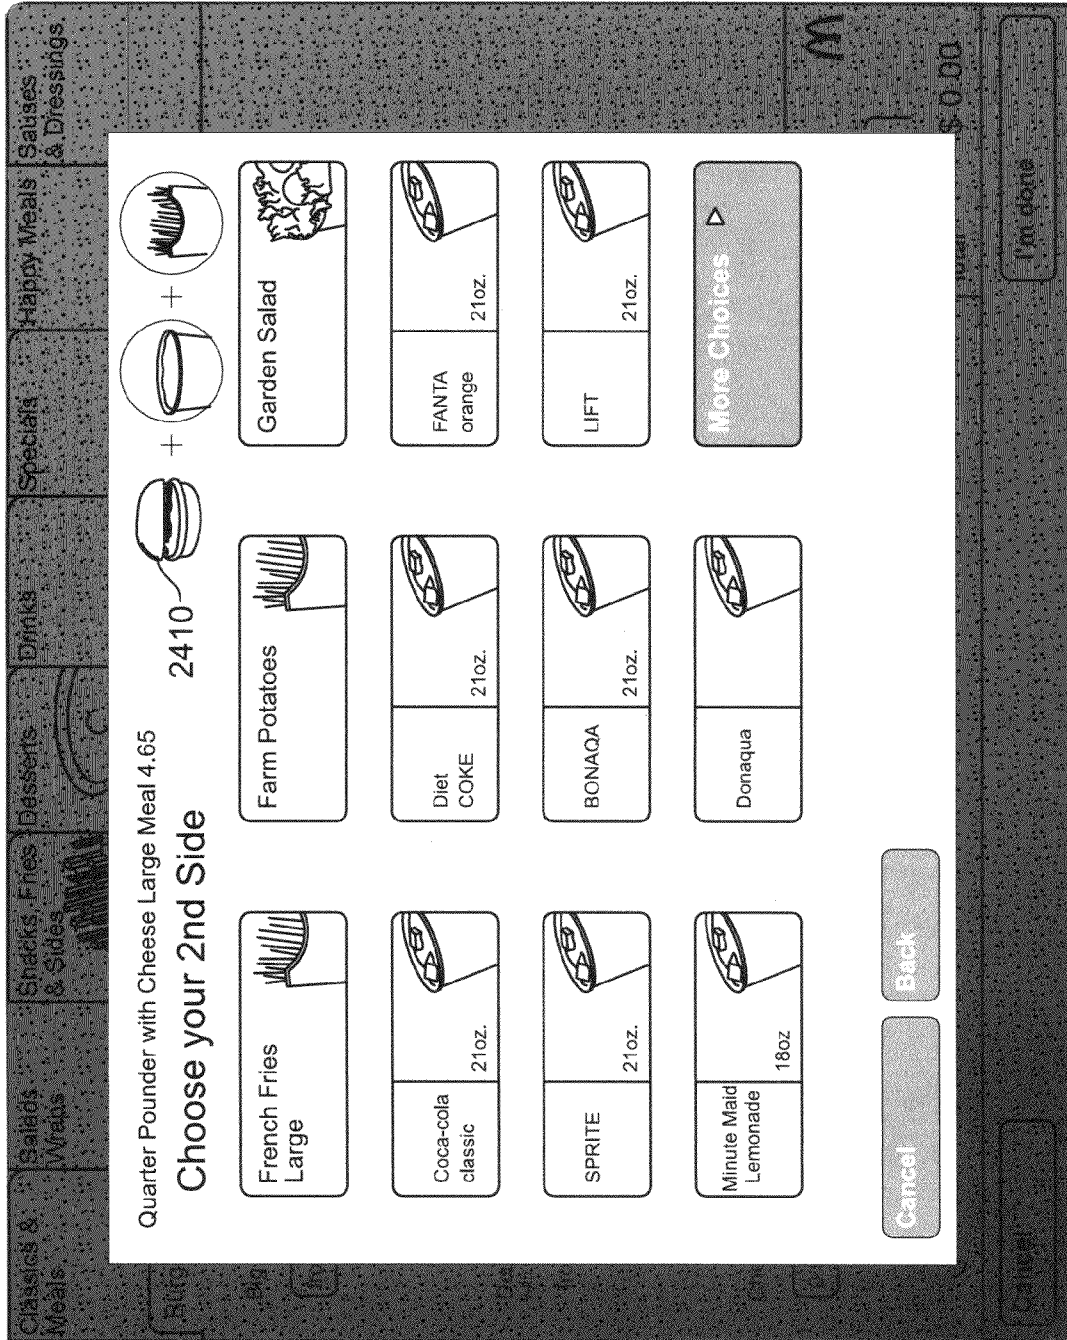 Classics &
Meals
Salads
Wraps
Snacks
& Sides
Fries
Desserts
Drinks
Specials
Happy Meals
Sauses
& Dressings
Quarter Pounder with Cheese Large Meal 4.65
Choose your 2nd Side
2410
+
+
French Fries
Large
Farm Potatoes
Garden Salad
Coca-cola
classic
21oz.
Diet
COKE
21oz.
FANTA
orange
21oz.
SPRITE
21oz.
BONAQA
21oz.
LIFT
21oz.
Minute Maid
Lemonade
18oz
Donaqua
More Choices
Cancel
Back
$ 0.00
Cancel
I'm done